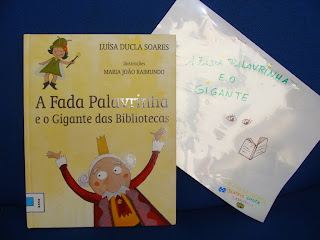 LUÍSA DUCLA SOARES
ilustrações
MARIA JOÃO RAIMUNDO
A Fada Palavrinha
e o Gigante das Bibliotecas
A FADA PALAVRINHA
E O
GIGANTE